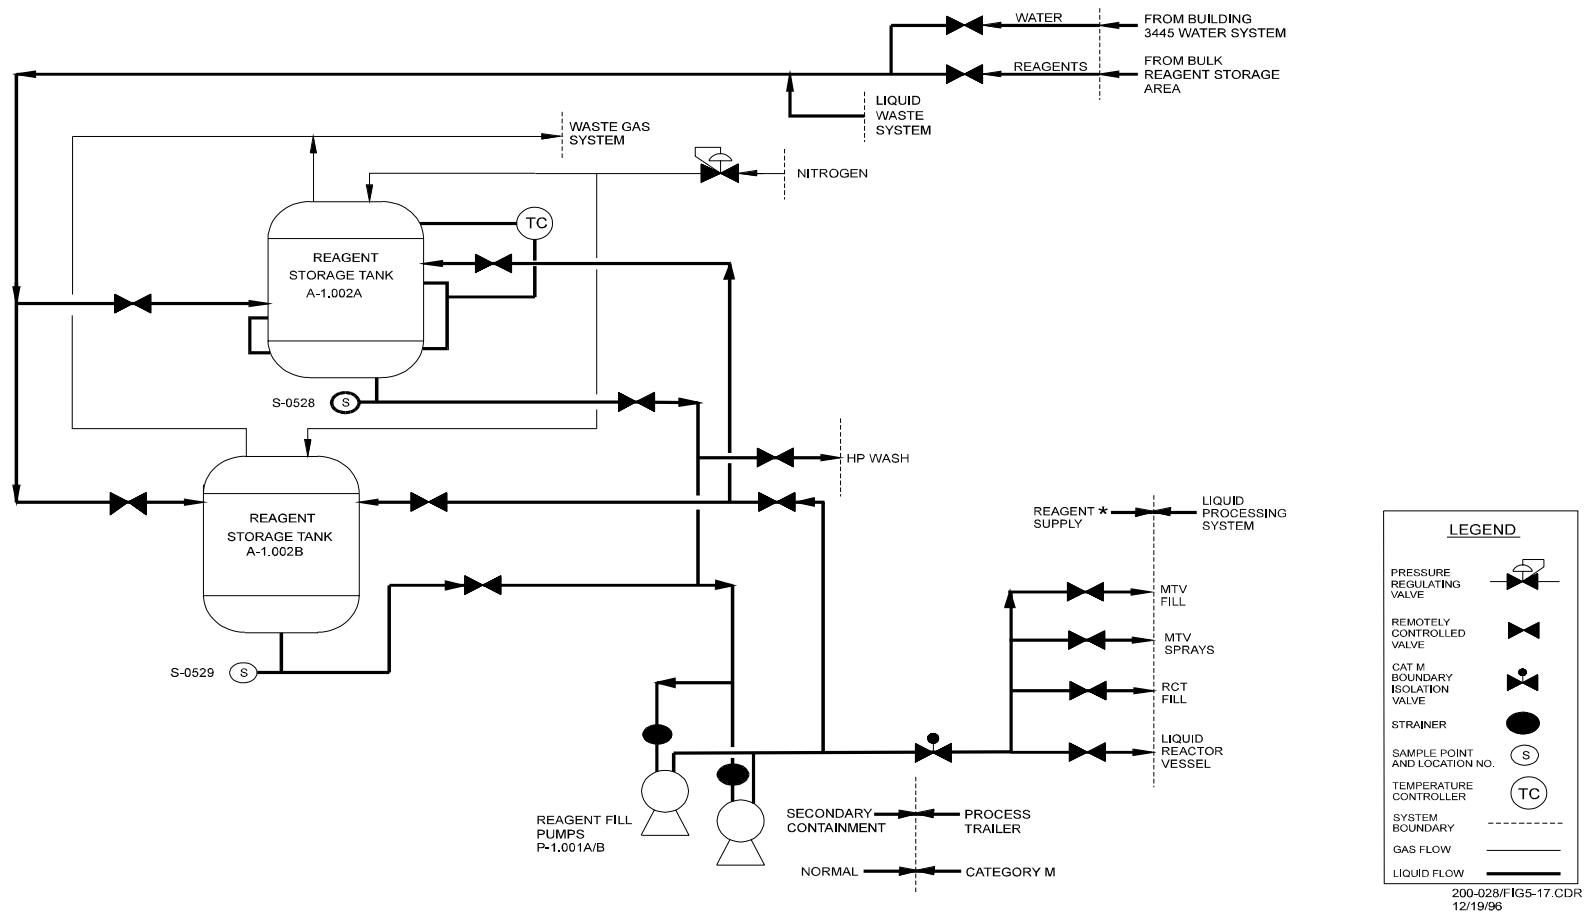 WATER
FROM BUILDING
3445 WATER SYSTEM
REAGENTS
FROM BULK
REAGENT STORAGE
AREA
LIQUID
WASTE
SYSTEM
WASTE GAS
SYSTEM
NITROGEN
TC
REAGENT
STORAGE TANK
A-1.002A
S-0528
S
HP WASH
REAGENT
STORAGE TANK
A-1.002B
S-0529
S
REAGENT *
SUPPLY
LIQUID
PROCESSING
SYSTEM
MTV
FILL
MTV
SPRAYS
RCT
FILL
LIQUID
REACTOR
VESSEL
REAGENT FILL
PUMPS
P-1.001A/B
SECONDARY
CONTAINMENT
PROCESS
TRAILER
NORMAL
CATEGORY M
LEGEND
PRESSURE
REGULATING
VALVE
REMOTELY
CONTROLLED
VALVE
CAT M
BOUNDARY
ISOLATION
VALVE
STRAINER
SAMPLE POINT
AND LOCATION NO.
S
TEMPERATURE
CONTROLLER
TC
SYSTEM
BOUNDARY
GAS FLOW
LIQUID FLOW
200-028/FIG5-17.CDR
12/19/96